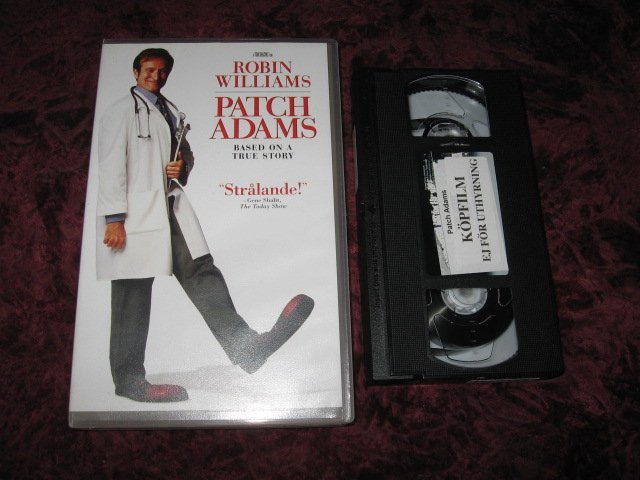 ROBIN
WILLIAMS
PATCH
ADAMS
BASED ON A
TRUE STORY
"Strålande!"
–Gene Shalit,
The Today Show
Patch Adams
KÖPFILM
EJ FÖR UTHYRNING